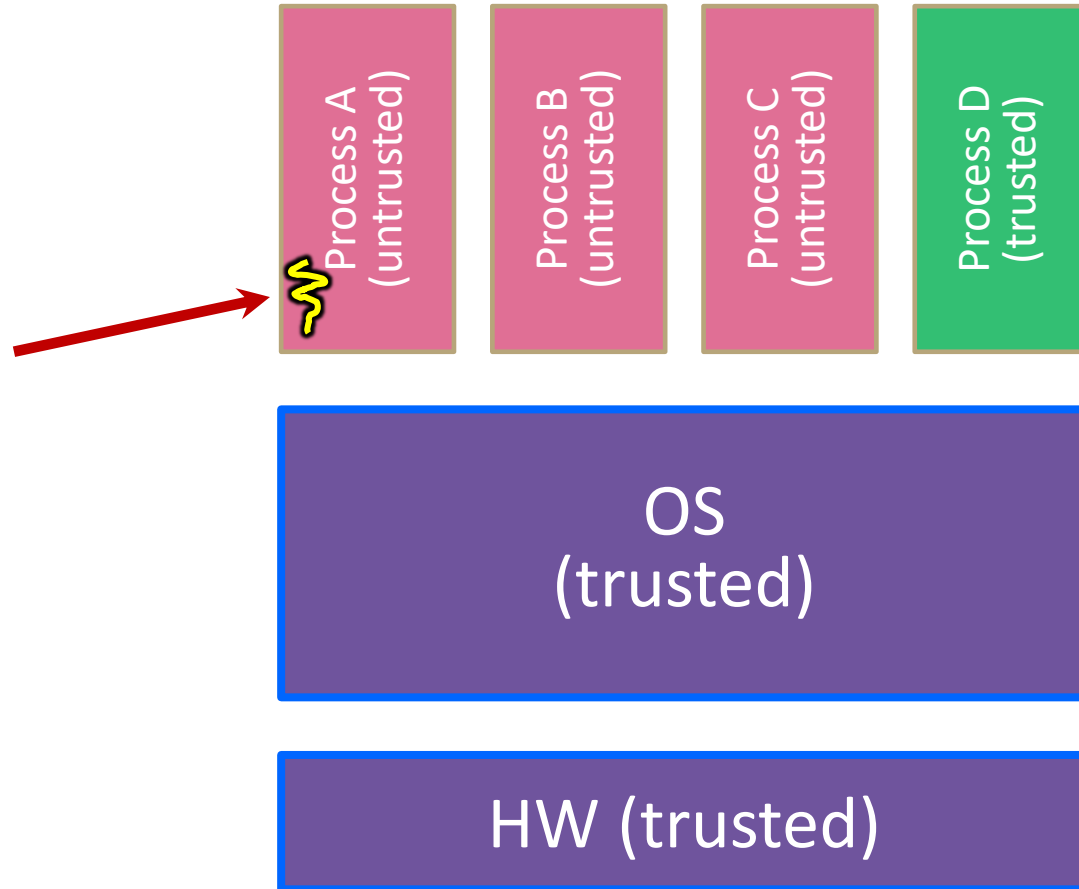 Process A
(untrusted)
Process B
(untrusted)
Process C
(untrusted)
Process D
(trusted)
OS
(trusted)
HW (trusted)